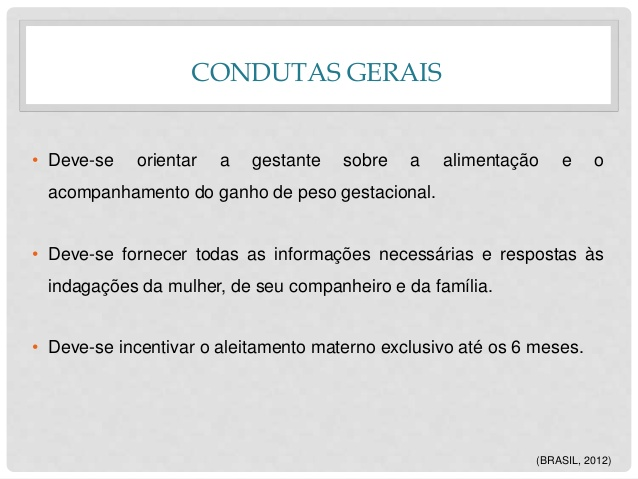 CONDUTAS GERAIS
• Deve-se orientar a gestante sobre a alimentação e o
acompanhamento do ganho de peso gestacional.
• Deve-se fornecer todas as informações necessárias e respostas às
indagações da mulher, de seu companheiro e da família.
• Deve-se incentivar o aleitamento materno exclusivo até os 6 meses.
(BRASIL, 2012)